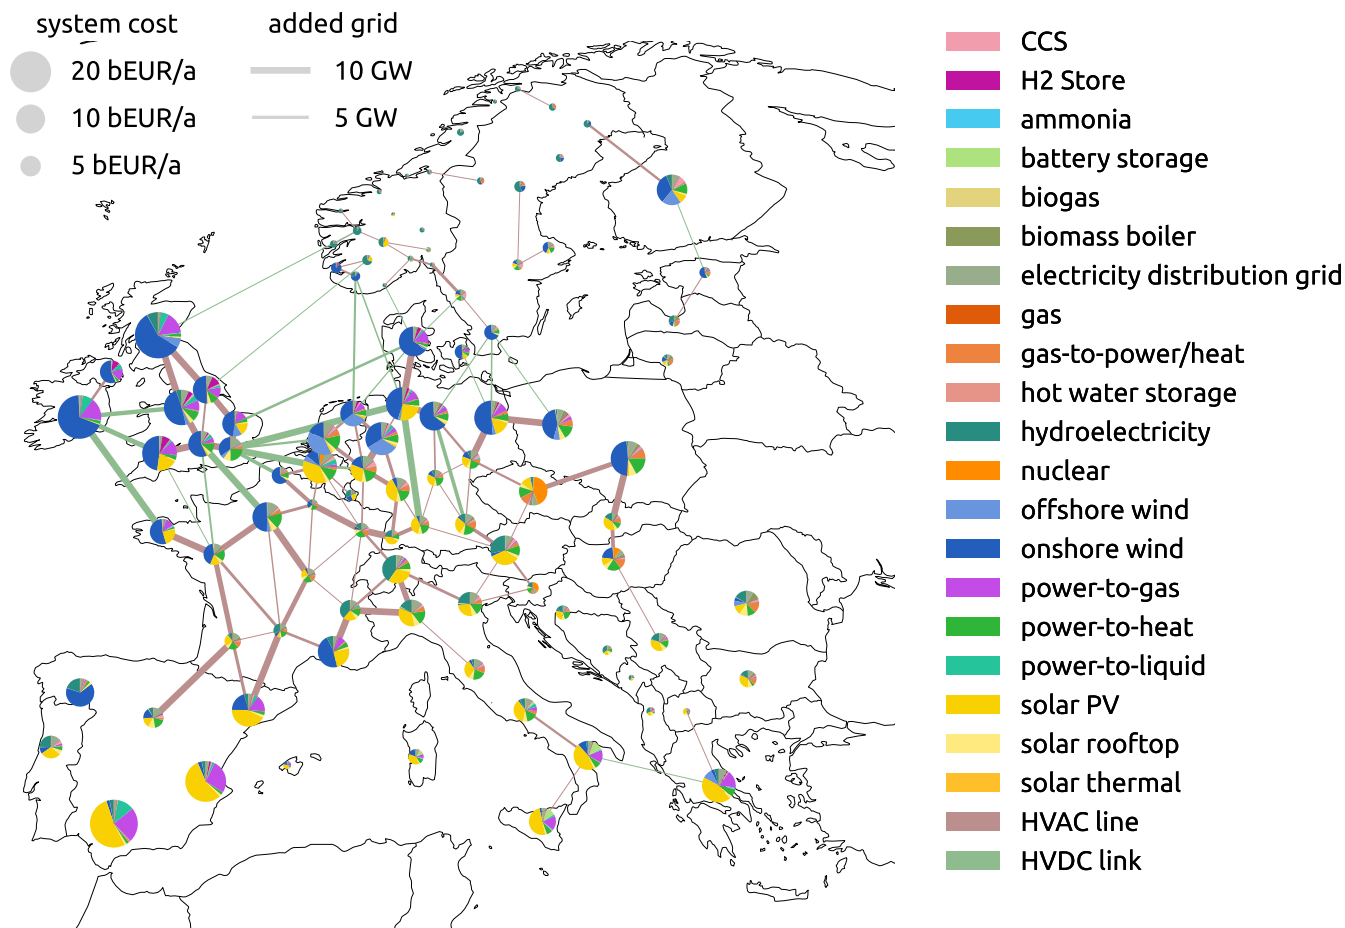 system cost
20 bEUR/a
10 bEUR/a
5 bEUR/a
added grid
10 GW
5 GW
CCS
H2 Store
ammonia
battery storage
biogas
biomass boiler
electricity distribution grid
gas
gas-to-power/heat
hot water storage
hydroelectricity
nuclear
offshore wind
onshore wind
power-to-gas
power-to-heat
power-to-liquid
solar PV
solar rooftop
solar thermal
HVAC line
HVDC link